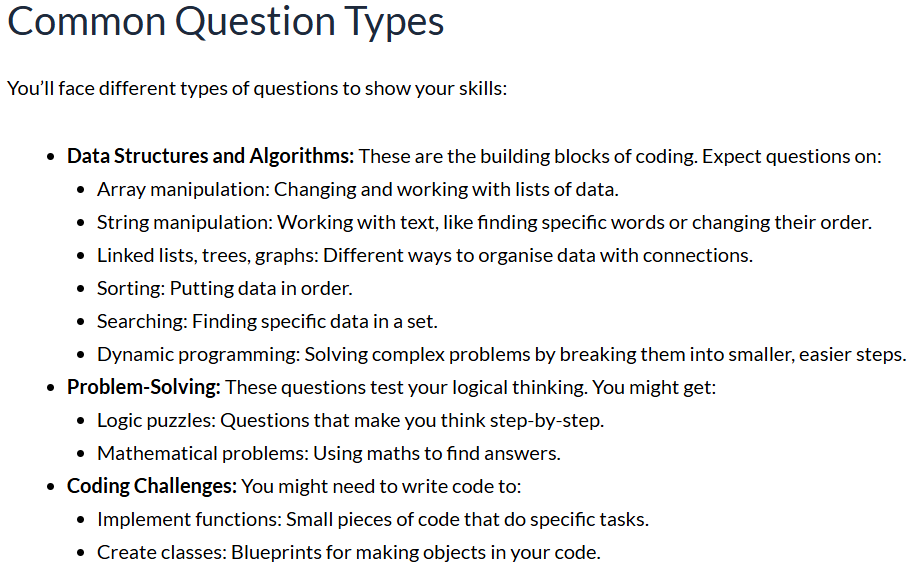 Common Question Types
You’ll face different types of questions to show your skills:
• Data Structures and Algorithms: These are the building blocks of coding. Expect questions on:
• Array manipulation: Changing and working with lists of data.
• String manipulation: Working with text, like finding specific words or changing their order.
• Linked lists, trees, graphs: Different ways to organise data with connections.
• Sorting: Putting data in order.
• Searching: Finding specific data in a set.
• Dynamic programming: Solving complex problems by breaking them into smaller, easier steps.
• Problem-Solving: These questions test your logical thinking. You might get:
• Logic puzzles: Questions that make you think step-by-step.
• Mathematical problems: Using maths to find answers.
• Coding Challenges: You might need to write code to:
• Implement functions: Small pieces of code that do specific tasks.
• Create classes: Blueprints for making objects in your code.